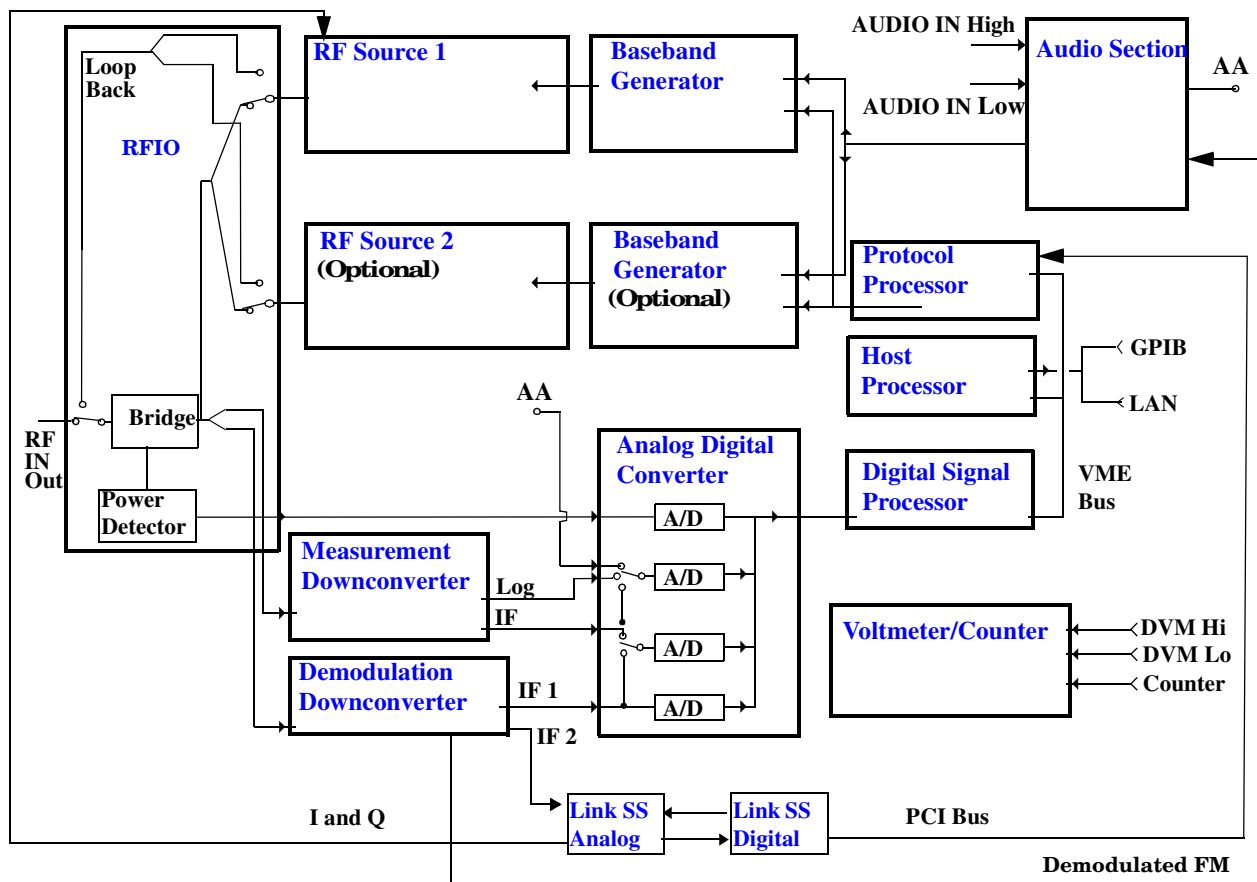 AUDIO IN High
RF Source 1
Baseband
Generator
Audio Section
AA
Loop
Back
AUDIO IN Low
RFIO
RF Source 2
(Optional)
Baseband
Generator
(Optional)
Protocol
Processor
Host
Processor
GPIB
LAN
AA
Bridge
RF
IN
Out
Analog Digital
Converter
Digital Signal
Processor
VME
Bus
Power
Detector
A/D
Measurement
Downconverter
Log
A/D
IF
Voltmeter/Counter
DVM Hi
DVM Lo
Counter
A/D
Demodulation
Downconverter
IF 1
A/D
IF 2
I and Q
Link SS
Analog
Link SS
Digital
PCI Bus
Demodulated FM